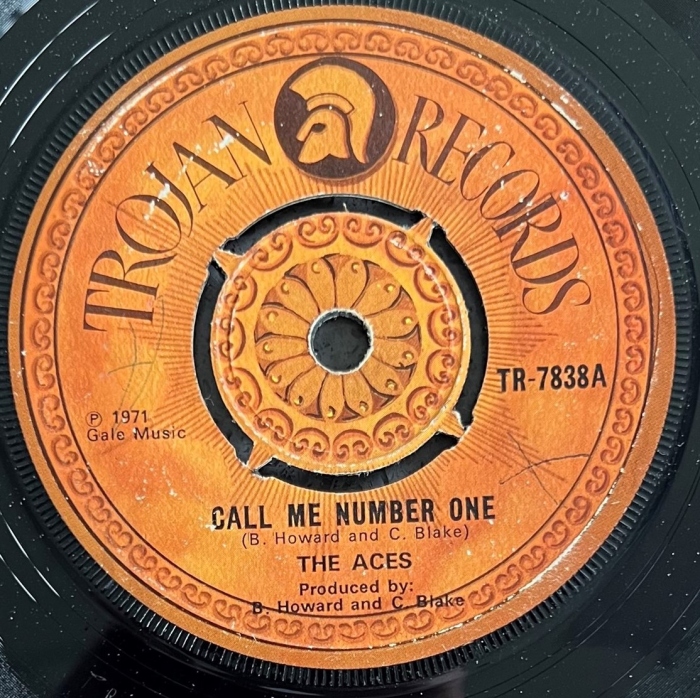 TROJAN RECORDS
TR-7838A
℗ 1971
Gale Music
CALL ME NUMBER ONE
(B. Howard and C. Blake)
THE ACES
Produced by:
B. Howard and C. Blake